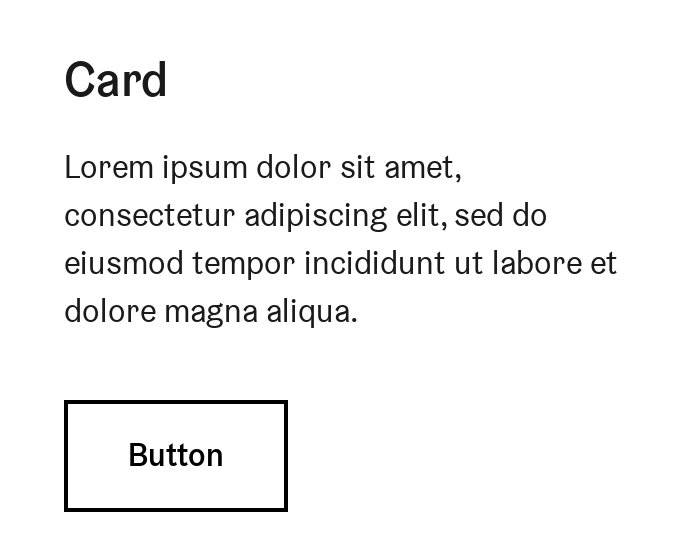 Card
Lorem ipsum dolor sit amet,
consectetur adipiscing elit, sed do
eiusmod tempor incididunt ut labore et
dolore magna aliqua.
Button